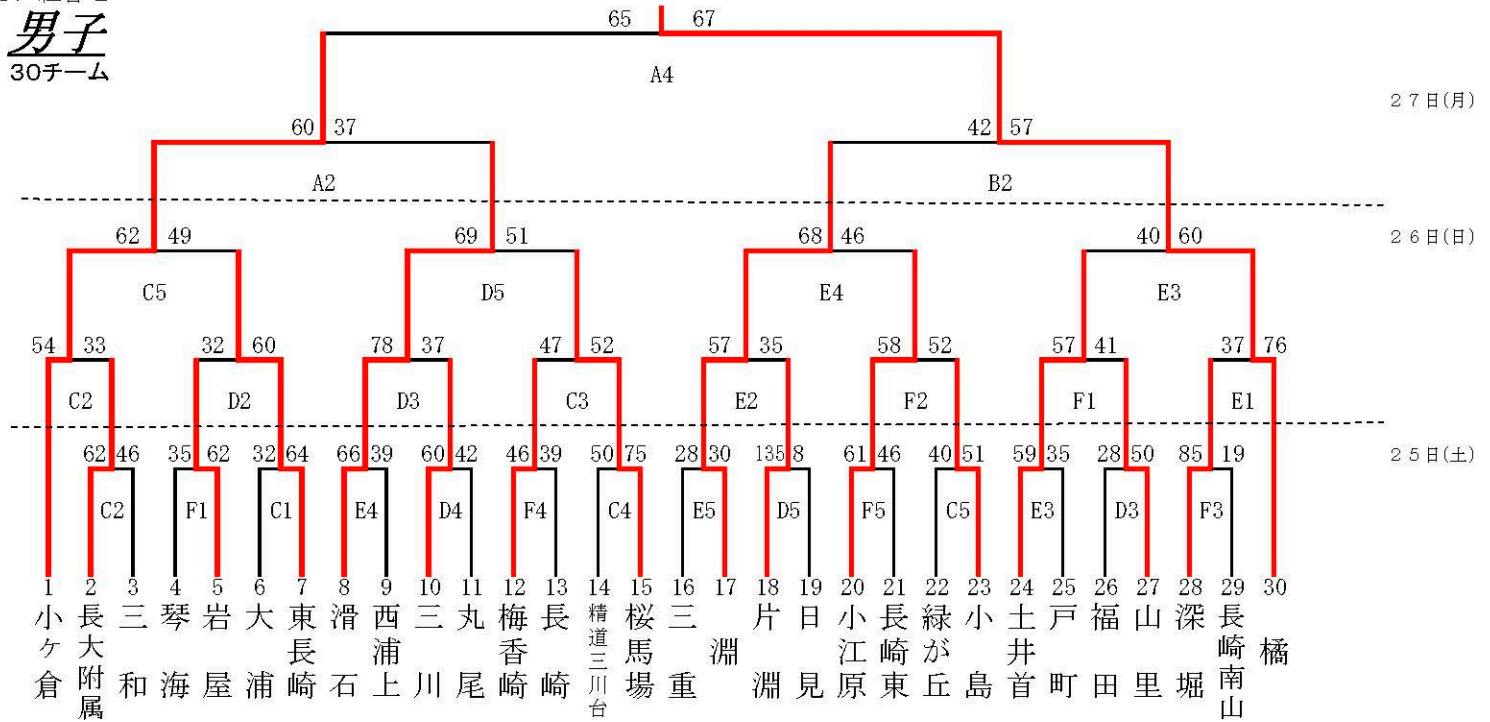 男子
30チーム
65 67
A4
27日(月)
60 37 42 57
A2 B2
62 49 69 51 68 46 40 60
26日(日)
C5 D5 E4 E3
54 33 32 60 78 37 47 52 57 35 58 52 57 41 37 76
C2 D2 D3 C3 E2 F2 F1 E1
62 46 35 62 32 64 66 39 60 42 46 39 50 75 28 30 135 8 61 46 40 51 59 35 28 50 85 19
25日(土)
C2 F1 C1 E4 D4 F4 C4 E5 D5 F5 C5 E3 D3 F3
1 2 3 4 5 6 7 8 9 10 11 12 13 14 15 16 17 18 19 20 21 22 23 24 25 26 27 28 29 30
小ケ倉
長大附属
三和
琴海
岩屋
大浦
東長崎
滑石
西浦上
三川
丸尾
梅香崎
長崎
精道三川台
桜馬場
三重
淵
片淵
日見
小江原
長崎東
緑が丘
小島
土井首
戸町
福田
山里
深堀
長崎南山
橘